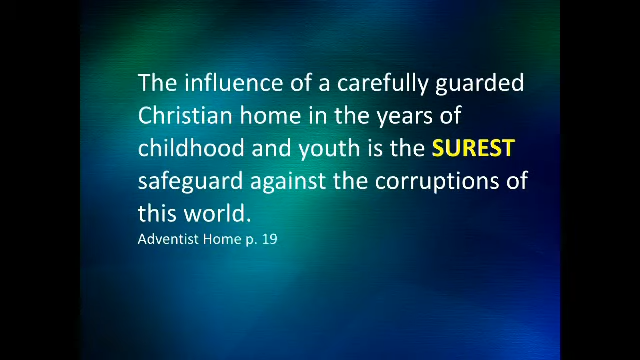 The influence of a carefully guarded
Christian home in the years of
childhood and youth is the SUREST
safeguard against the corruptions of
this world.
Adventist Home p. 19